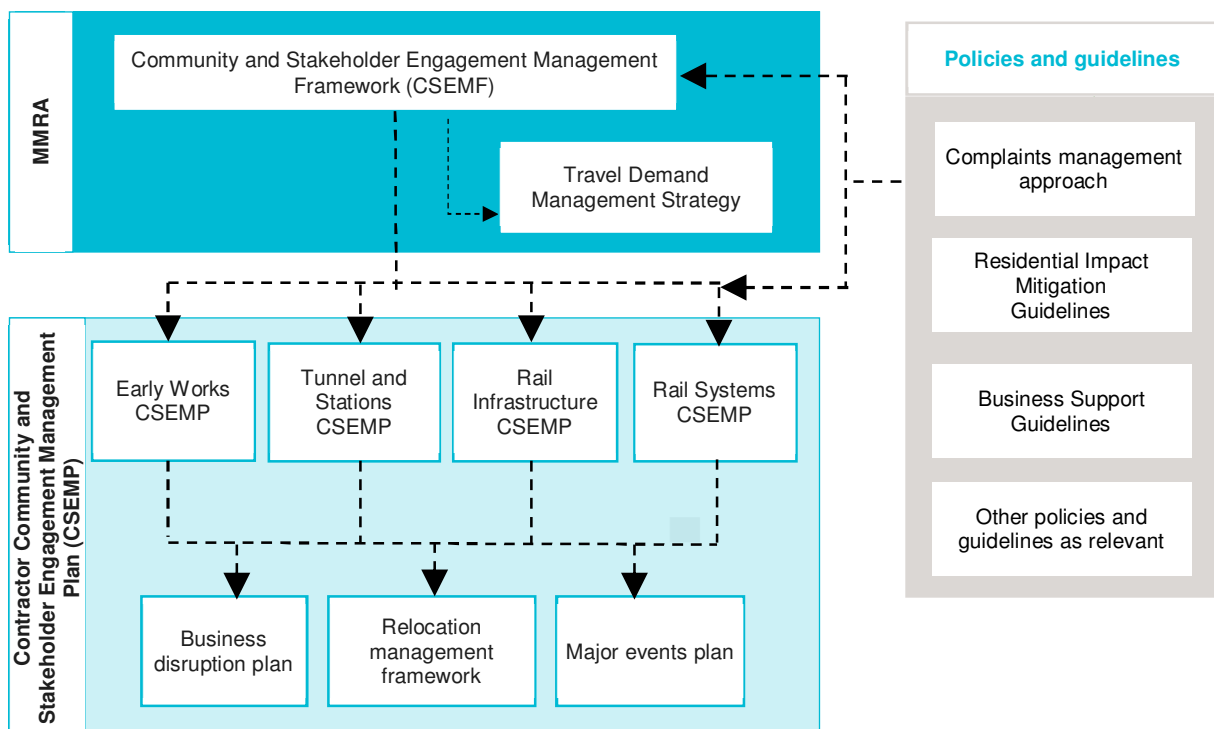 MMRA
Community and Stakeholder Engagement Management
Framework (CSEMF)
Travel Demand
Management Strategy
Policies and guidelines
Complaints management
approach
Residential Impact
Mitigation
Guidelines
Business Support
Guidelines
Other policies and
guidelines as relevant
Contractor Community and
Stakeholder Engagement Management
Plan (CSEMP)
Early Works
CSEMP
Tunnel and
Stations
CSEMP
Rail
Infrastructure
CSEMP
Rail Systems
CSEMP
Business
disruption plan
Relocation
management
framework
Major events plan